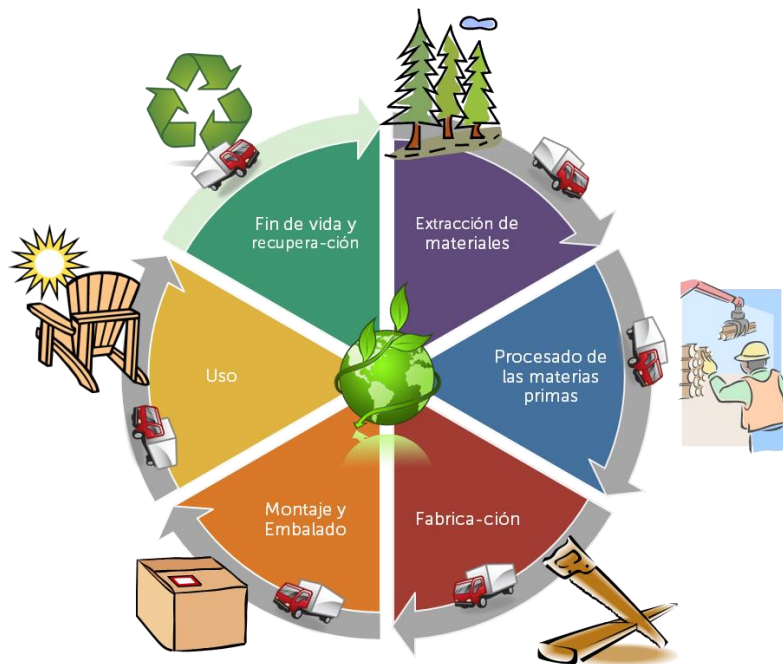 Fin de vida y
recupera-ción
Extracción de
materiales
Procesado de
las materias
primas
Fabrica-ción
Montaje y
Embalado
Uso